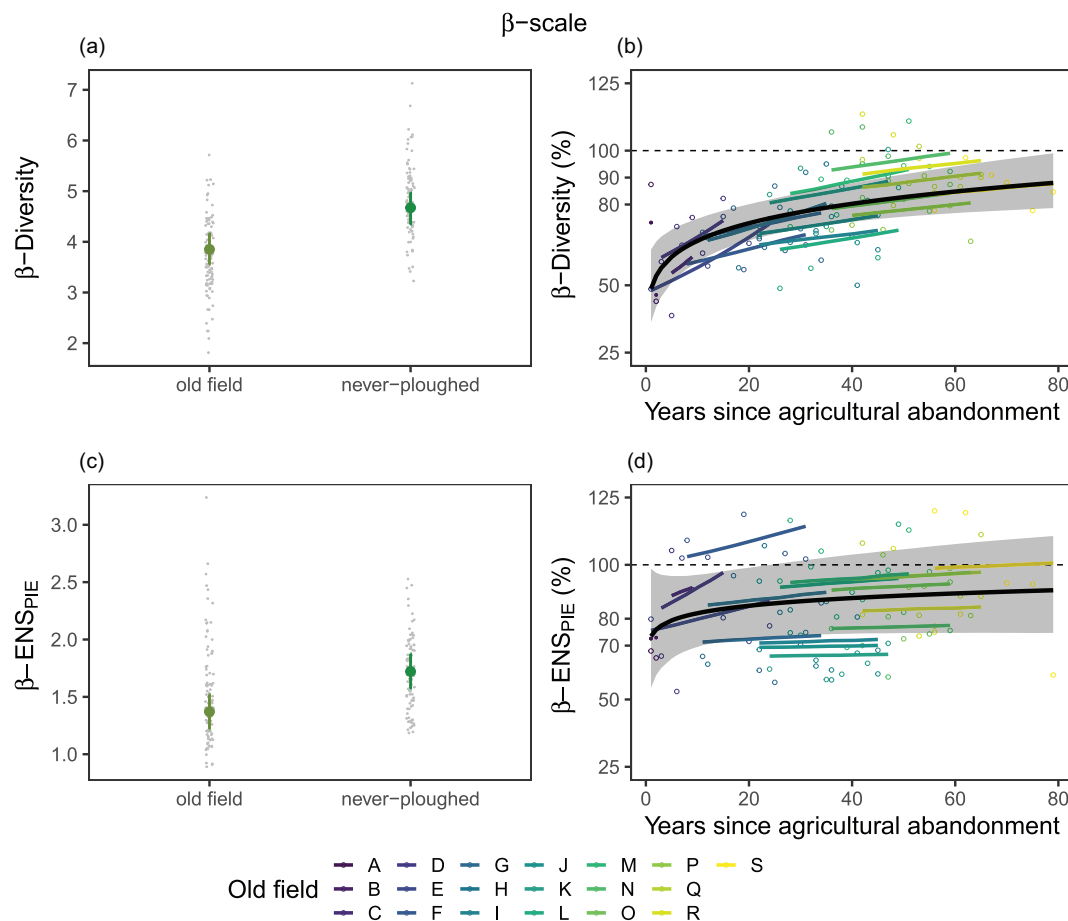 β−scale
(a)
(b)
β−Diversity
7
6
5
4
3
2
old field
never−ploughed
β−Diversity (%)
125
100
90
80
50
25
0
20
40
60
80
Years since agricultural abandonment
(c)
(d)
β−ENSPIE
3.0
2.5
2.0
1.5
1.0
old field
never−ploughed
β−ENSPIE (%)
125
100
80
70
50
25
0
20
40
60
80
Years since agricultural abandonment
Old field
A D G J M P S
B E H K N Q
C F I L O R